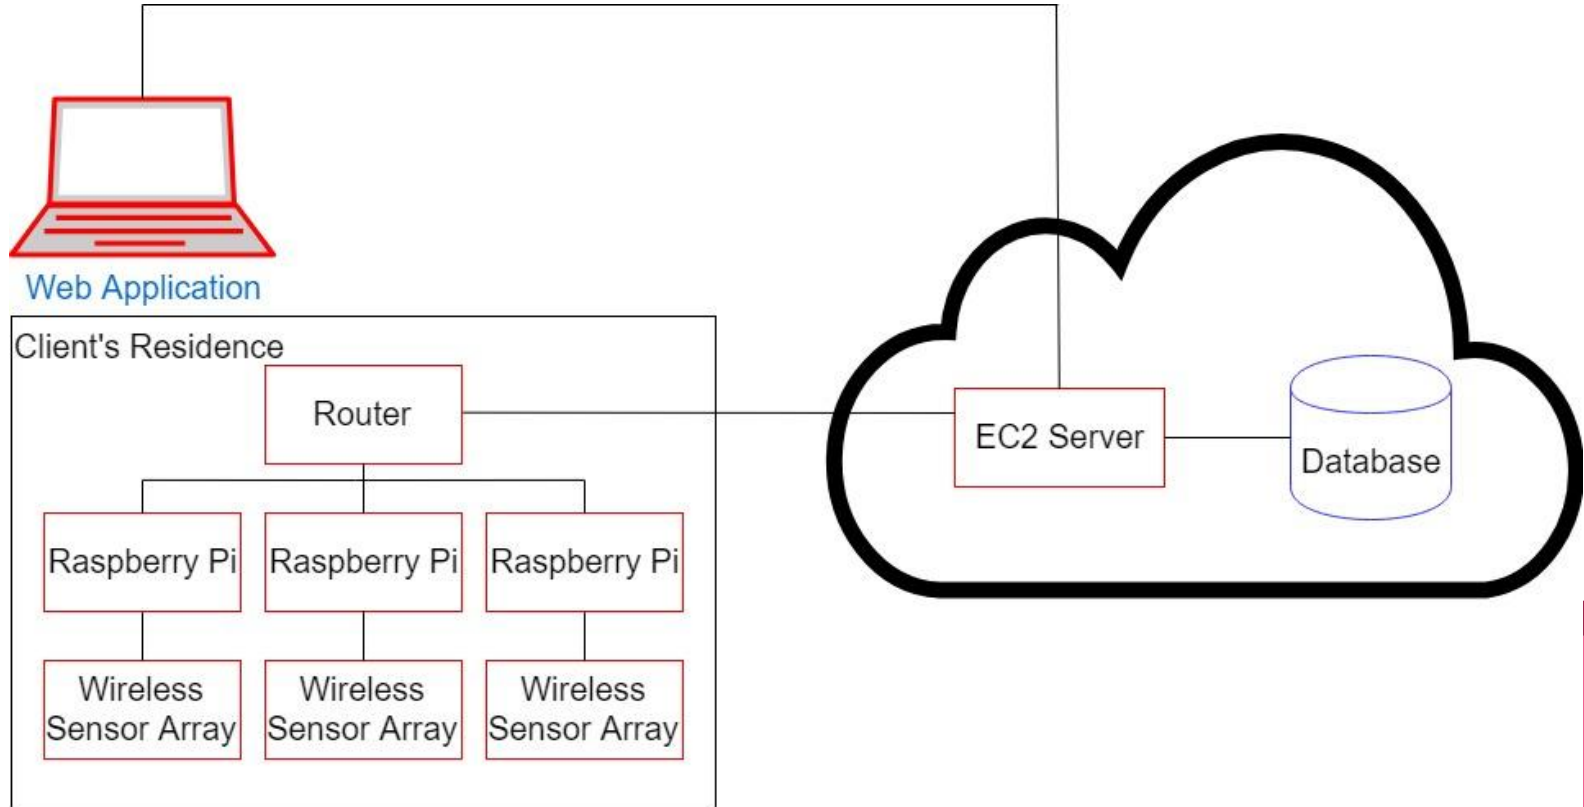 Web Application
Client's Residence
Router
EC2 Server
Database
Raspberry Pi
Raspberry Pi
Raspberry Pi
Wireless
Sensor Array
Wireless
Sensor Array
Wireless
Sensor Array